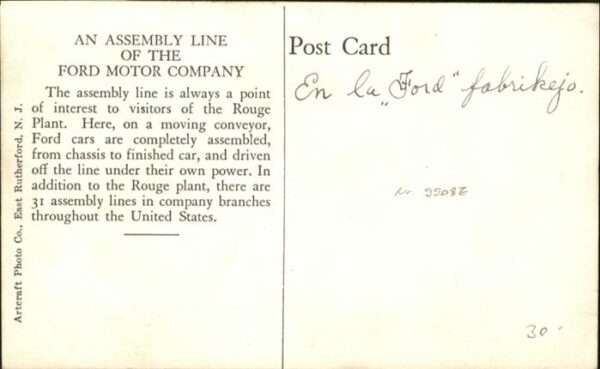 AN ASSEMBLY LINE
OF THE
FORD MOTOR COMPANY
The assembly line is always a point
of interest to visitors of the Rouge
Plant. Here, on a moving conveyor,
Ford cars are completely assembled,
from chassis to finished car, and driven
off the line under their own power. In
addition to the Rouge plant, there are
31 assembly lines in company branches
throughout the United States.
Artcraft Photo Co., East Rutherford, N. J.
Post Card
En la „Ford" fabrikejo.
30